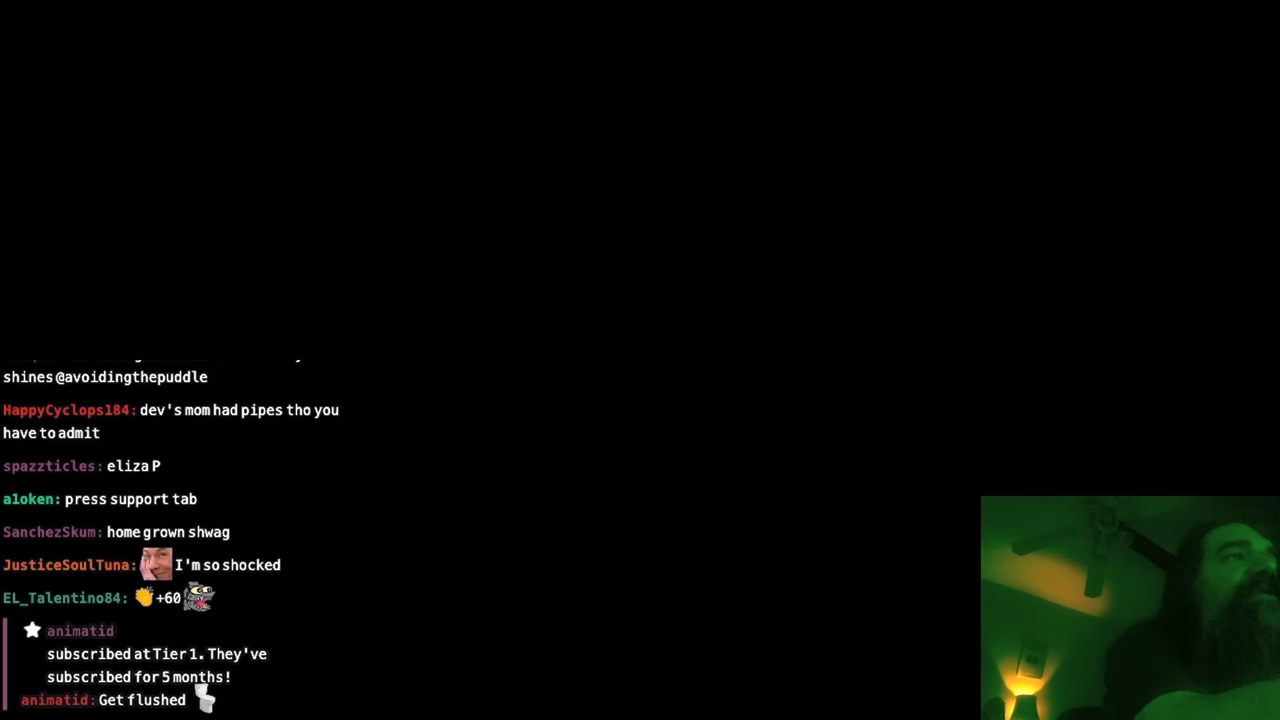 shines @avoidingthepuddle
HappyCyclops184: dev's mom had pipes tho you
have to admit
spazzticles: eliza P
a1oken: press support tab
SanchezSkum: home grown shwag
JusticeSoulTuna: I'm so shocked
EL_Talentino84: +60
animatid
subscribed at Tier 1. They've
subscribed for 5 months!
animatid: Get flushed